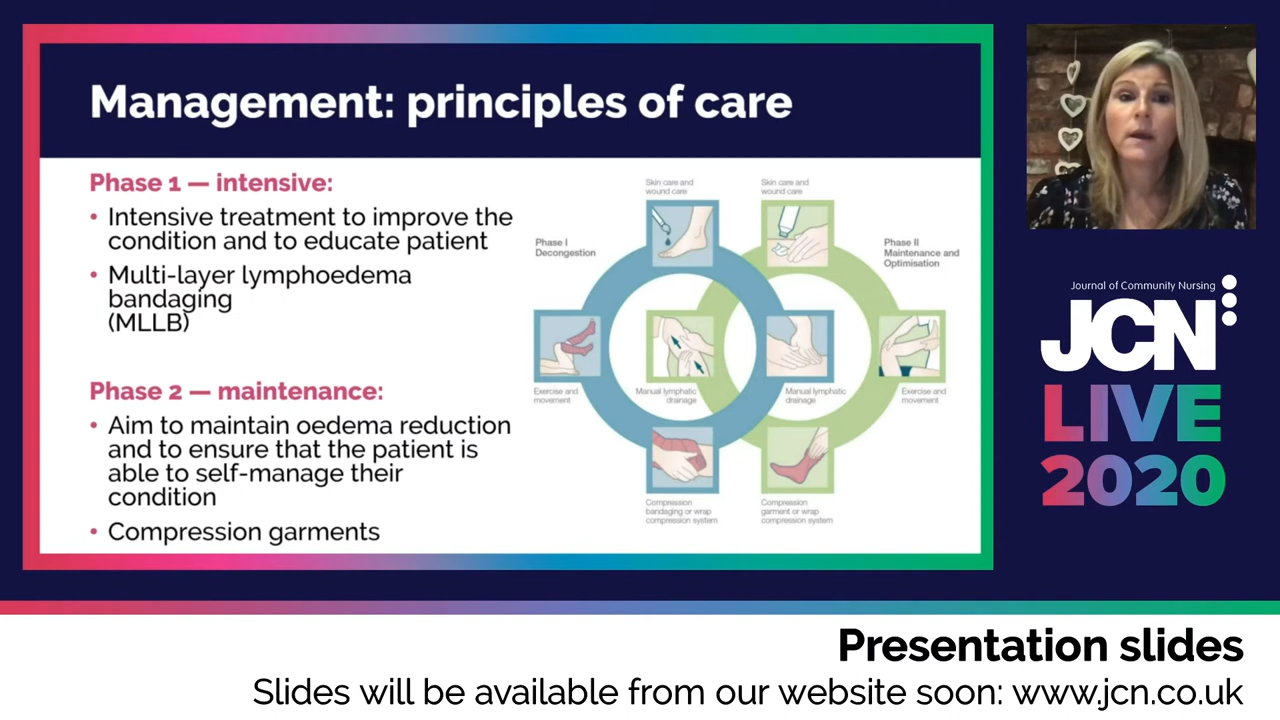 Management: principles of care
Phase 1 — intensive:
• Intensive treatment to improve the
condition and to educate patient
• Multi-layer lymphoedema
bandaging
(MLLB)
Phase 2 — maintenance:
• Aim to maintain oedema reduction
and to ensure that the patient is
able to self-manage their
condition
• Compression garments
Skin care and
wound care
Skin care and
wound care
Phase I
Decongestion
Phase II
Maintenance and
Optimisation
Exercise and
movement
Manual lymphatic
drainage
Manual lymphatic
drainage
Exercise and
movement
Compression
bandaging or wrap
compression system
Compression
garment or wrap
compression system
Journal of Community Nursing
JCN
LIVE
2020
Presentation slides
Slides will be available from our website soon: www.jcn.co.uk